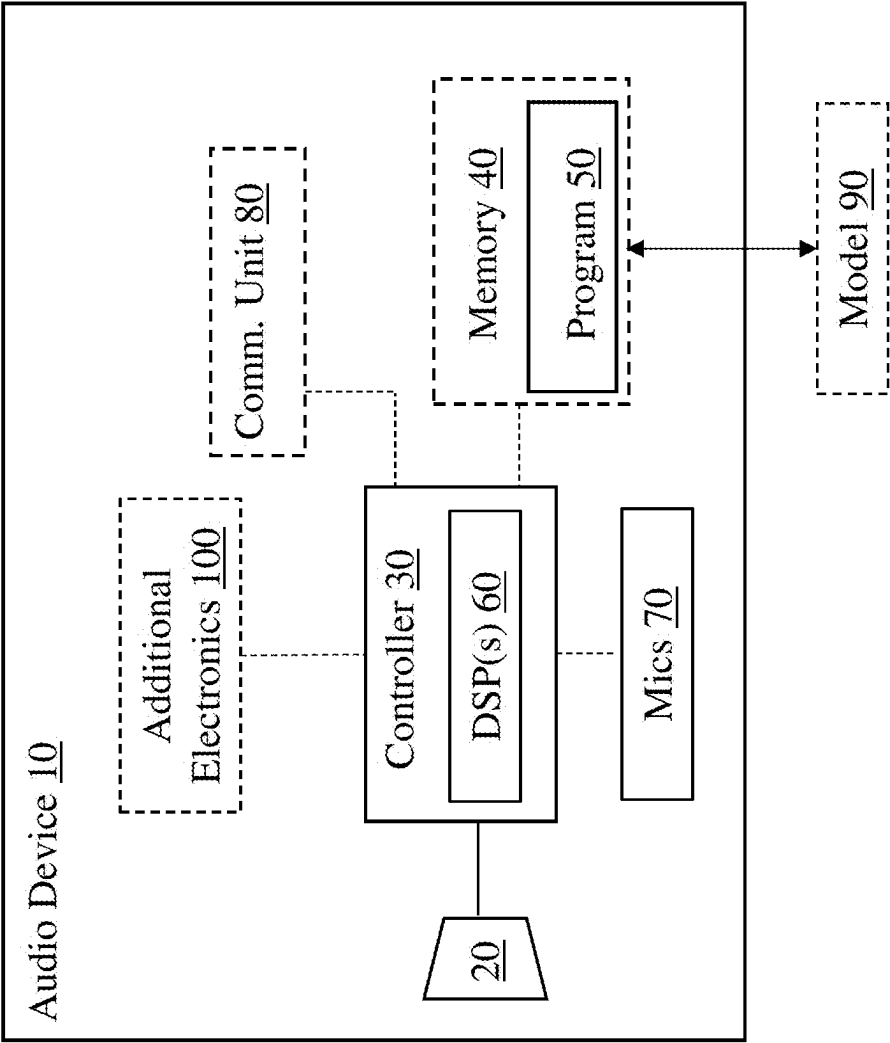 Audio Device 10
Additional
Electronics 100
Comm. Unit 80
Controller 30
DSP(s) 60
Memory 40
Program 50
20
Mics 70
Model 90